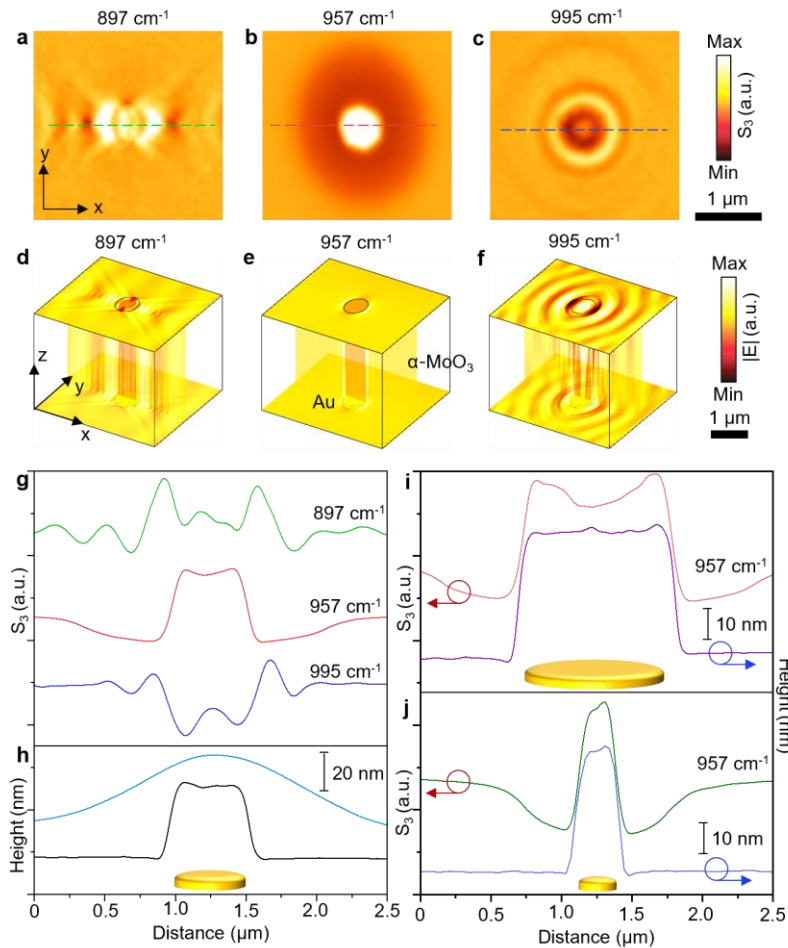 897 cm⁻¹
957 cm⁻¹
995 cm⁻¹
a
b
c
y
x
Max
S₃ (a.u.)
Min
1 μm
897 cm⁻¹
957 cm⁻¹
995 cm⁻¹
d
e
f
z
y
x
Au
α-MoO₃
Max
|E| (a.u.)
Min
1 μm
g
897 cm⁻¹
957 cm⁻¹
995 cm⁻¹
S₃ (a.u.)
h
20 nm
Height (nm)
0
0.5
1.0
1.5
2.0
2.5
Distance (μm)
i
957 cm⁻¹
10 nm
S₃ (a.u.)
Height (nm)
j
957 cm⁻¹
10 nm
S₃ (a.u.)
0
0.5
1.0
1.5
2.0
2.5
Distance (μm)